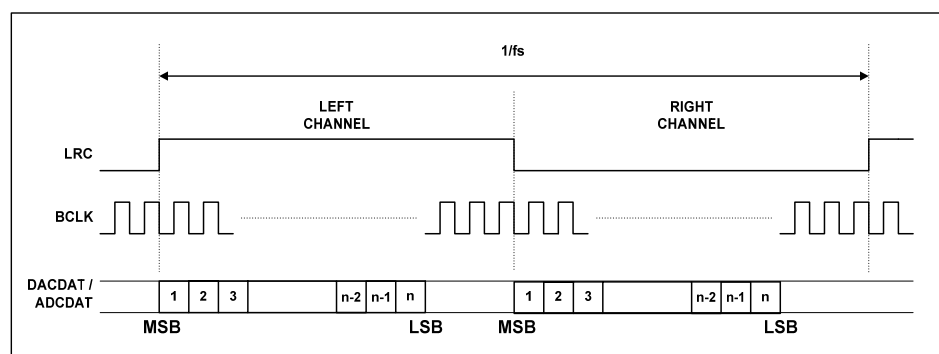 1/fs
LEFT
CHANNEL
RIGHT
CHANNEL
LRC
BCLK
DACDAT /
ADCDAT
1 2 3 n-2 n-1 n 1 2 3 n-2 n-1 n
MSB LSB MSB LSB